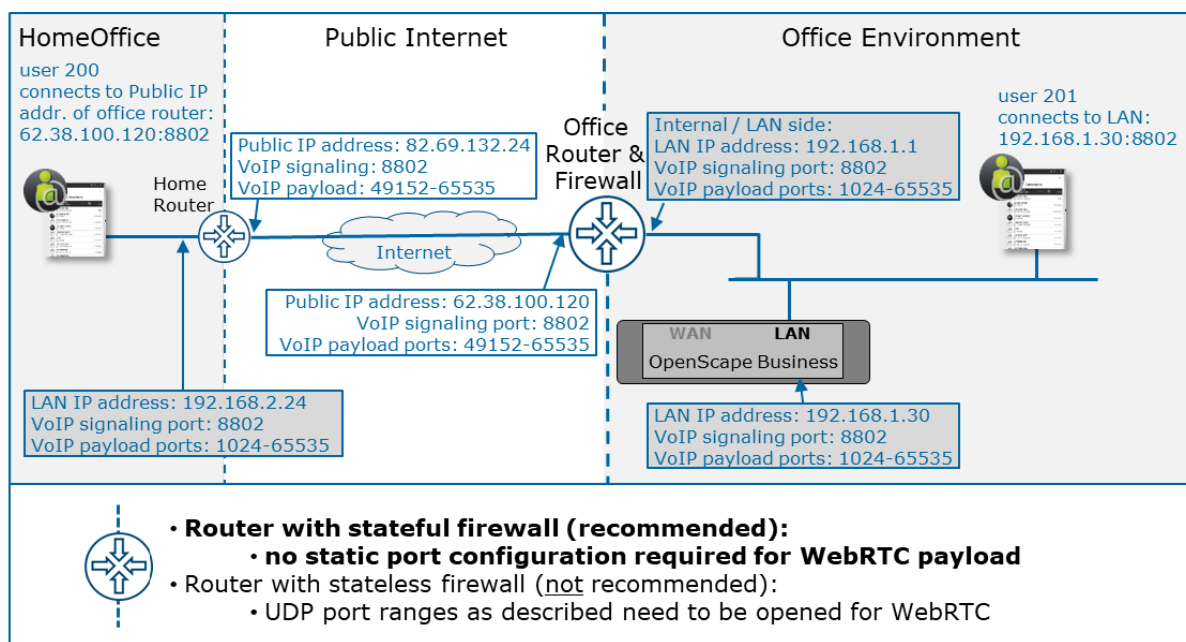 HomeOffice
Public Internet
Office Environment
user 200
connects to Public IP
addr. of office router:
62.38.100.120:8802
Home
Router
Public IP address: 82.69.132.24
VoIP signaling: 8802
VoIP payload: 49152-65535
Internet
Office
Router &
Firewall
Internal / LAN side:
LAN IP address: 192.168.1.1
VoIP signaling port: 8802
VoIP payload ports: 1024-65535
user 201
connects to LAN:
192.168.1.30:8802
Public IP address: 62.38.100.120
VoIP signaling port: 8802
VoIP payload ports: 49152-65535
WAN LAN
OpenScape Business
LAN IP address: 192.168.2.24
VoIP signaling port: 8802
VoIP payload ports: 1024-65535
LAN IP address: 192.168.1.30
VoIP signaling port: 8802
VoIP payload ports: 1024-65535
• Router with stateful firewall (recommended):
• no static port configuration required for WebRTC payload
• Router with stateless firewall (not recommended):
• UDP port ranges as described need to be opened for WebRTC